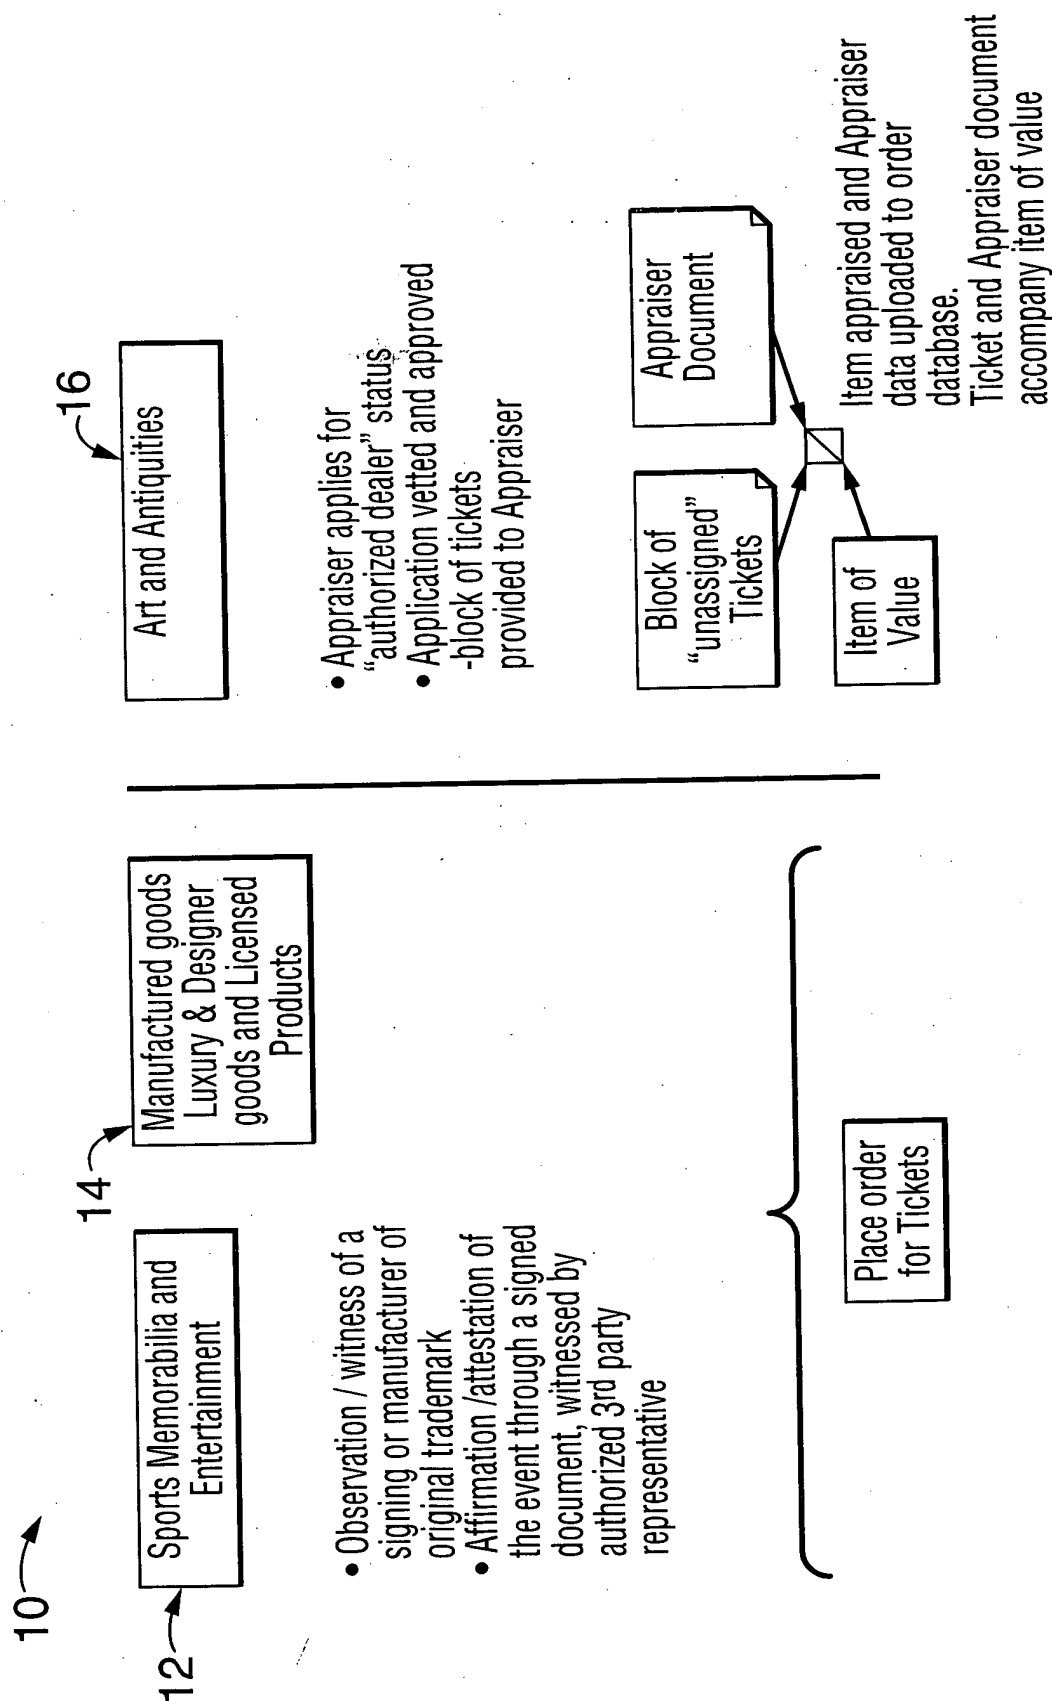 10
12
Sports Memorabilia and
Entertainment
• Observation / witness of a
signing or manufacturer of
original trademark
• Affirmation /attestation of
the event through a signed
document, witnessed by
authorized 3rd party
representative
14
Manufactured goods
Luxury & Designer
goods and Licensed
Products
Place order
for Tickets
16
Art and Antiquities
• Appraiser applies for
“authorized dealer” status
• Application vetted and approved
-block of tickets
provided to Appraiser
Block of
“unassigned”
Tickets
Appraiser
Document
Item of
Value
Item appraised and Appraiser
data uploaded to order
database.
Ticket and Appraiser document
accompany item of value